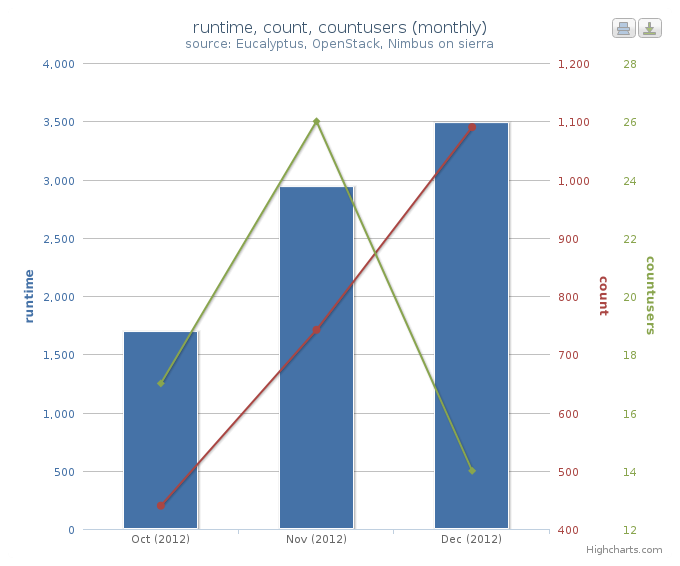 runtime, count, countusers (monthly)
source: Eucalyptus, OpenStack, Nimbus on sierra
4,000 1,200 28
3,500 1,100 26
3,000 1,000 24
2,500 900 22
2,000 800 20
1,500 700 18
1,000 600 16
500 500 14
0 400 12
runtime
count
countusers
Oct (2012) Nov (2012) Dec (2012)
Highcharts.com